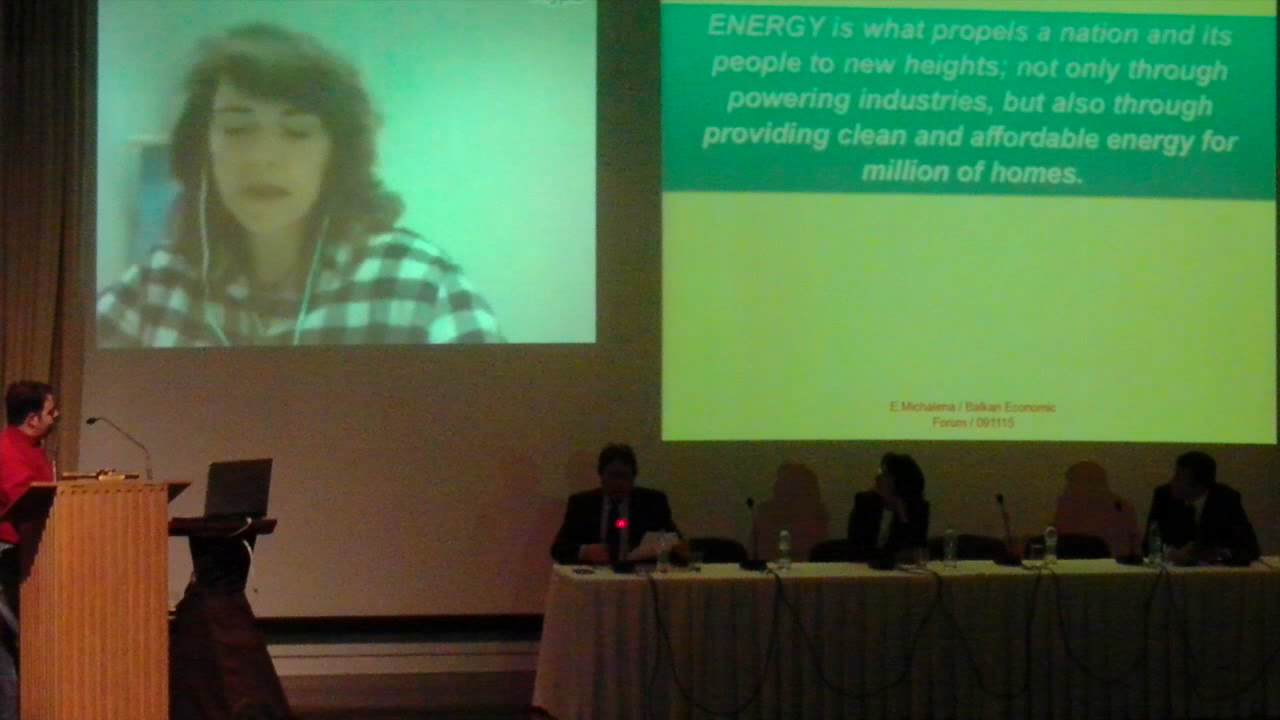 ENERGY is what propels a nation and its
people to new heights; not only through
powering industries, but also through
providing clean and affordable energy for
million of homes.
E.Michalena / Balkan Economic
Forum / 091115